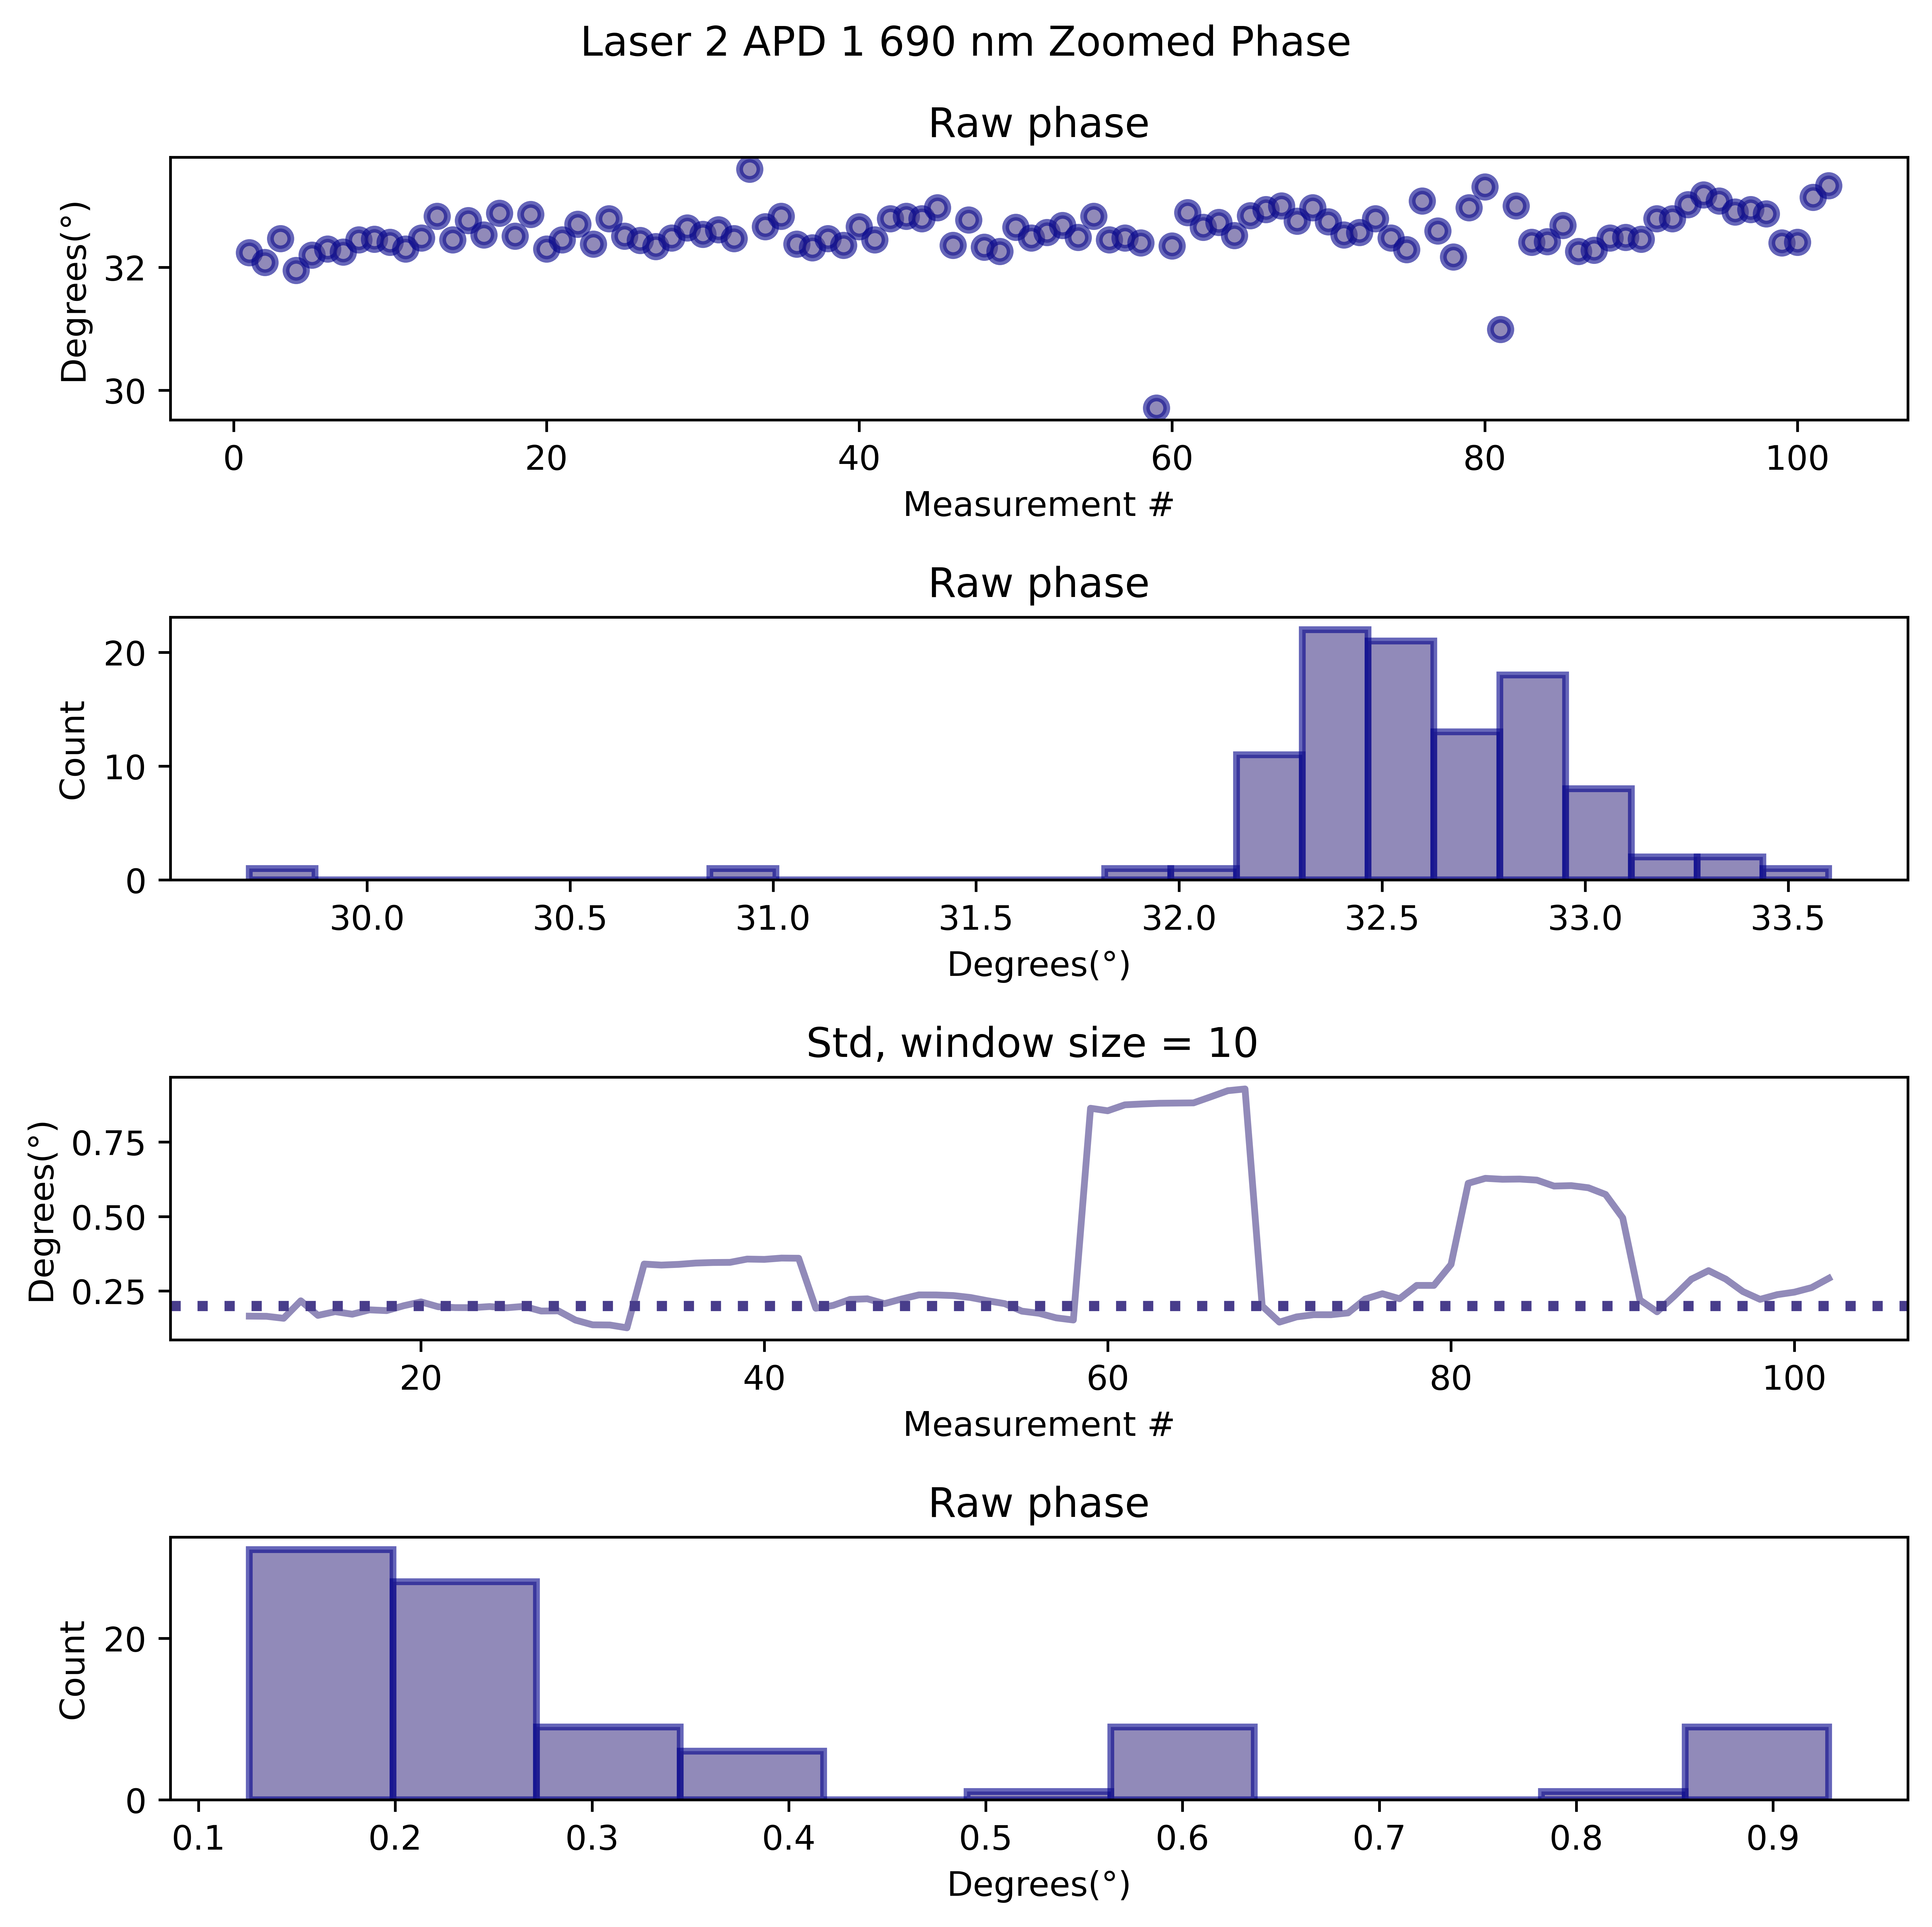 Laser 2 APD 1 690 nm Zoomed Phase
Raw phase
Degrees(°)
32
30
0 20 40 60 80 100
Measurement #
Raw phase
Count
20
10
0
30.0 30.5 31.0 31.5 32.0 32.5 33.0 33.5
Degrees(°)
Std, window size = 10
Degrees(°)
0.75
0.50
0.25
20 40 60 80 100
Measurement #
Raw phase
Count
20
0
0.1 0.2 0.3 0.4 0.5 0.6 0.7 0.8 0.9
Degrees(°)